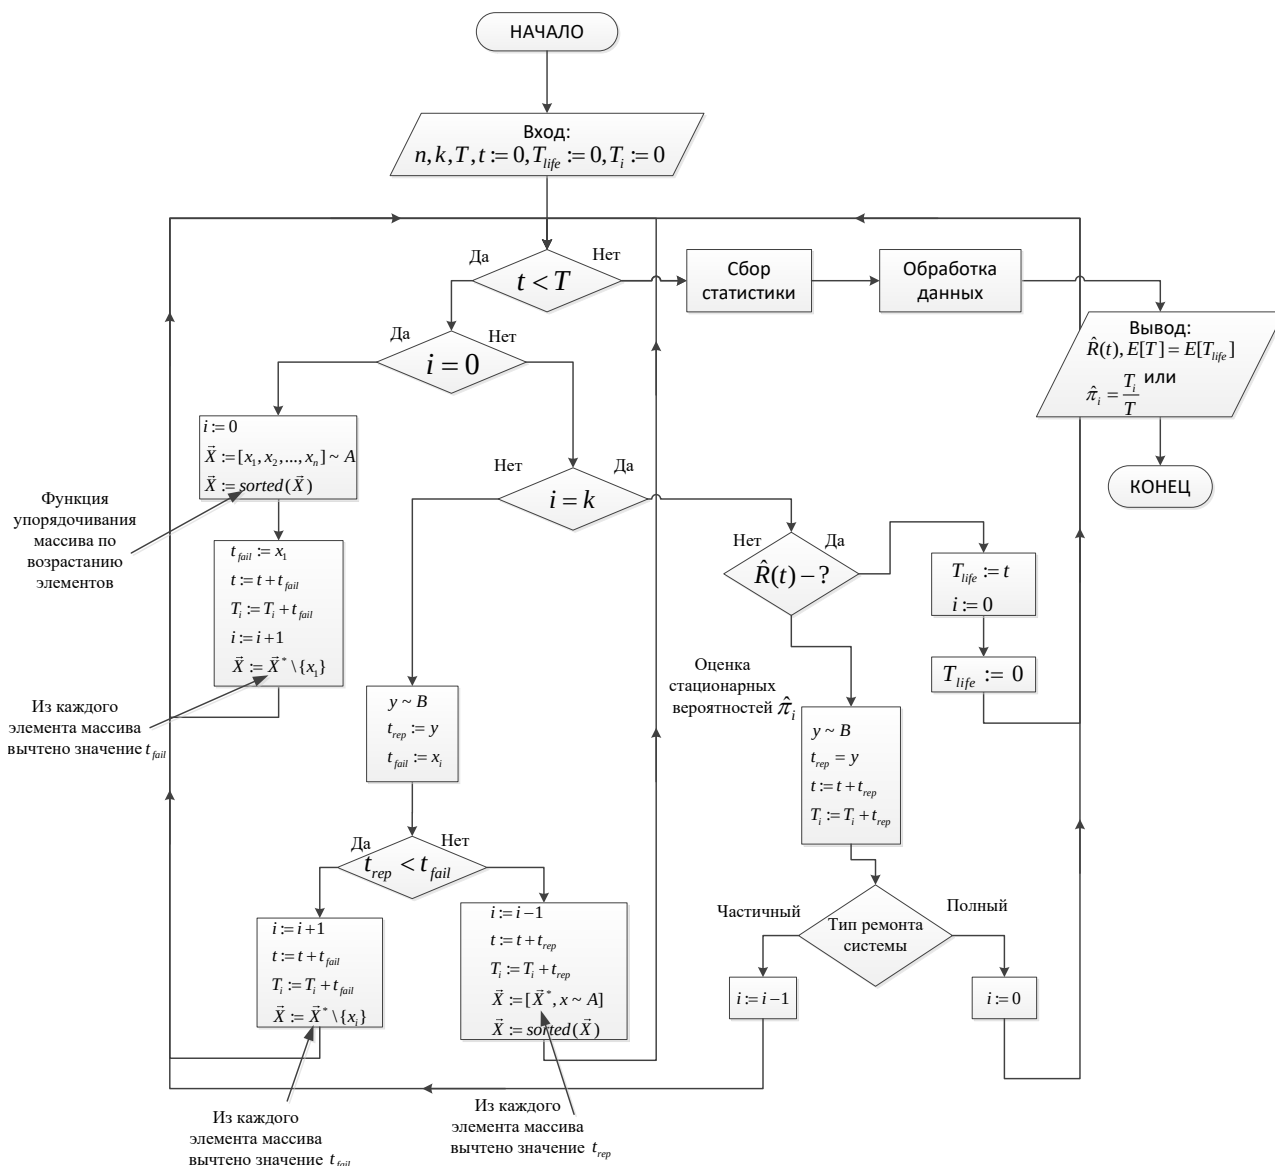 НАЧАЛО
Вход:
n, k, T, t := 0, T_life := 0, T_i := 0
Да
Нет
t < T
Сбор
статистики
Обработка
данных
Вывод:
R̂(t), E[T] = E[T_life]
π̂_i = T_i / T или
КОНЕЦ
Да
Нет
i = 0
i := 0
X⃗ := [x_1, x_2, ..., x_n] ~ A
X⃗ := sorted(X⃗)
Функция
упорядочивания
массива по
возрастанию
элементов
t_fail := x_1
t := t + t_fail
T_i := T_i + t_fail
i := i + 1
X⃗ := X⃗* \ {x_1}
Из каждого
элемента массива
вычтено значение t_fail
Нет
Да
i = k
Нет
Да
R̂(t) − ?
T_life := t
i := 0
T_life := 0
Оценка
стационарных
вероятностей π̂_i
y ~ B
t_rep := y
t_fail := x_i
y ~ B
t_rep = y
t := t + t_rep
T_i := T_i + t_rep
Да
Нет
t_rep < t_fail
i := i + 1
t := t + t_fail
T_i := T_i + t_fail
X⃗ := X⃗* \ {x_i}
i := i − 1
t := t + t_rep
T_i := T_i + t_rep
X⃗ := [X⃗*, x ~ A]
X⃗ := sorted(X⃗)
Частичный
Полный
Тип ремонта
системы
i := i − 1
i := 0
Из каждого
элемента массива
вычтено значение t_fail
Из каждого
элемента массива
вычтено значение t_rep